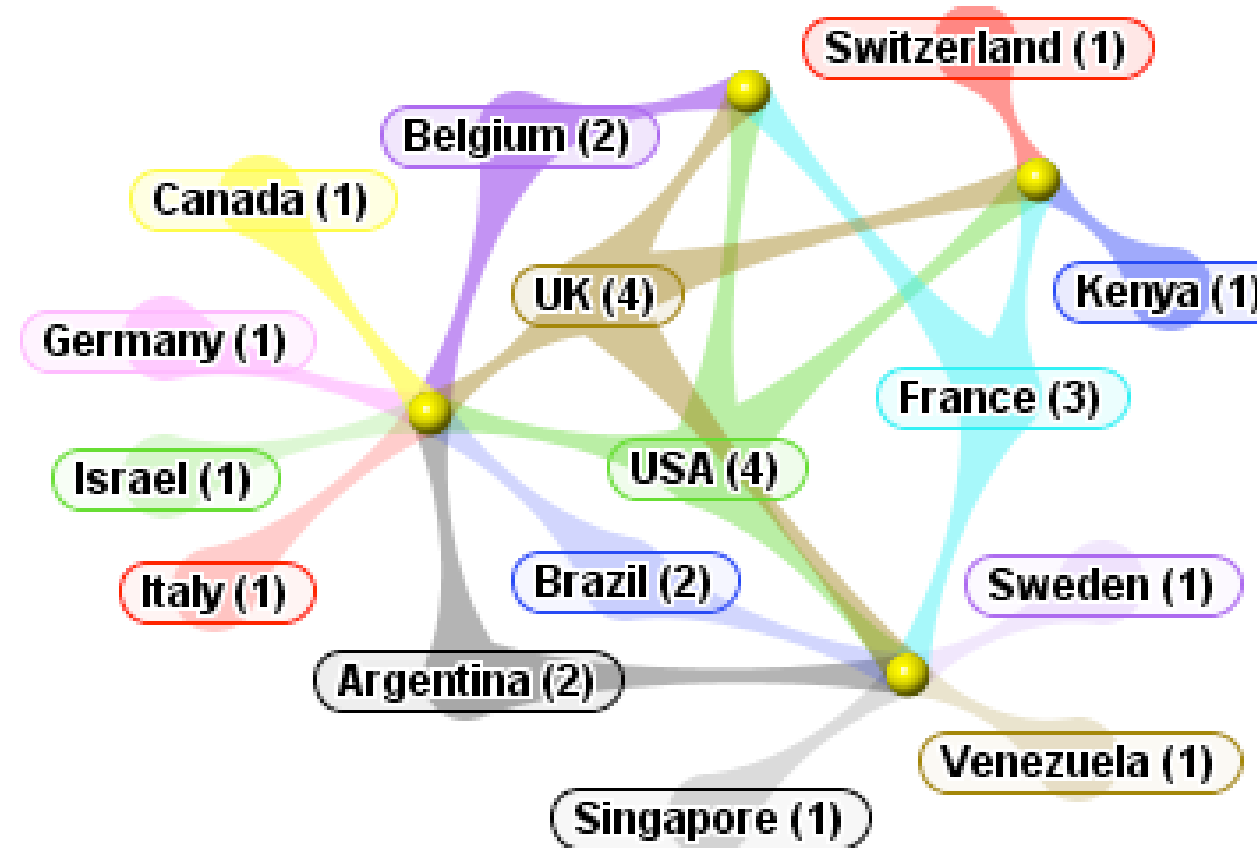 Switzerland (1)
Belgium (2)
Canada (1)
UK (4)
Kenya (1)
Germany (1)
France (3)
USA (4)
Israel (1)
Brazil (2)
Sweden (1)
Italy (1)
Argentina (2)
Venezuela (1)
Singapore (1)